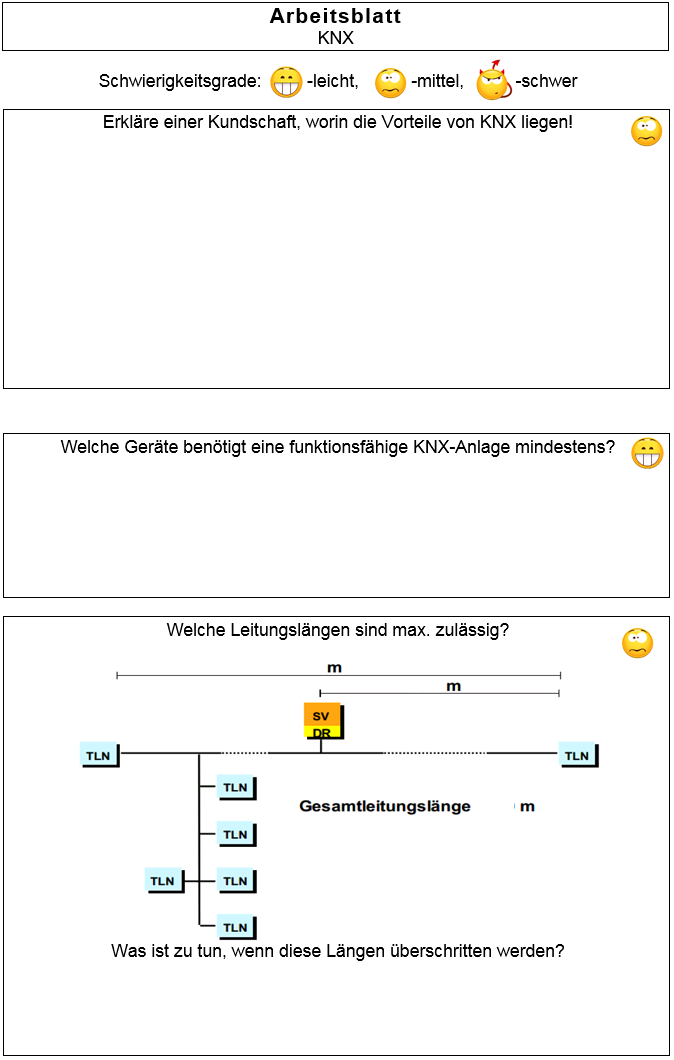 Arbeitsblatt
KNX
Schwierigkeitsgrade: -leicht, -mittel, -schwer
Erkläre einer Kundschaft, worin die Vorteile von KNX liegen!
Welche Geräte benötigt eine funktionsfähige KNX-Anlage mindestens?
Welche Leitungslängen sind max. zulässig?
m
m
SV
DR
TLN
TLN
TLN
Gesamtleitungslänge m
TLN
TLN TLN
TLN
Was ist zu tun, wenn diese Längen überschritten werden?